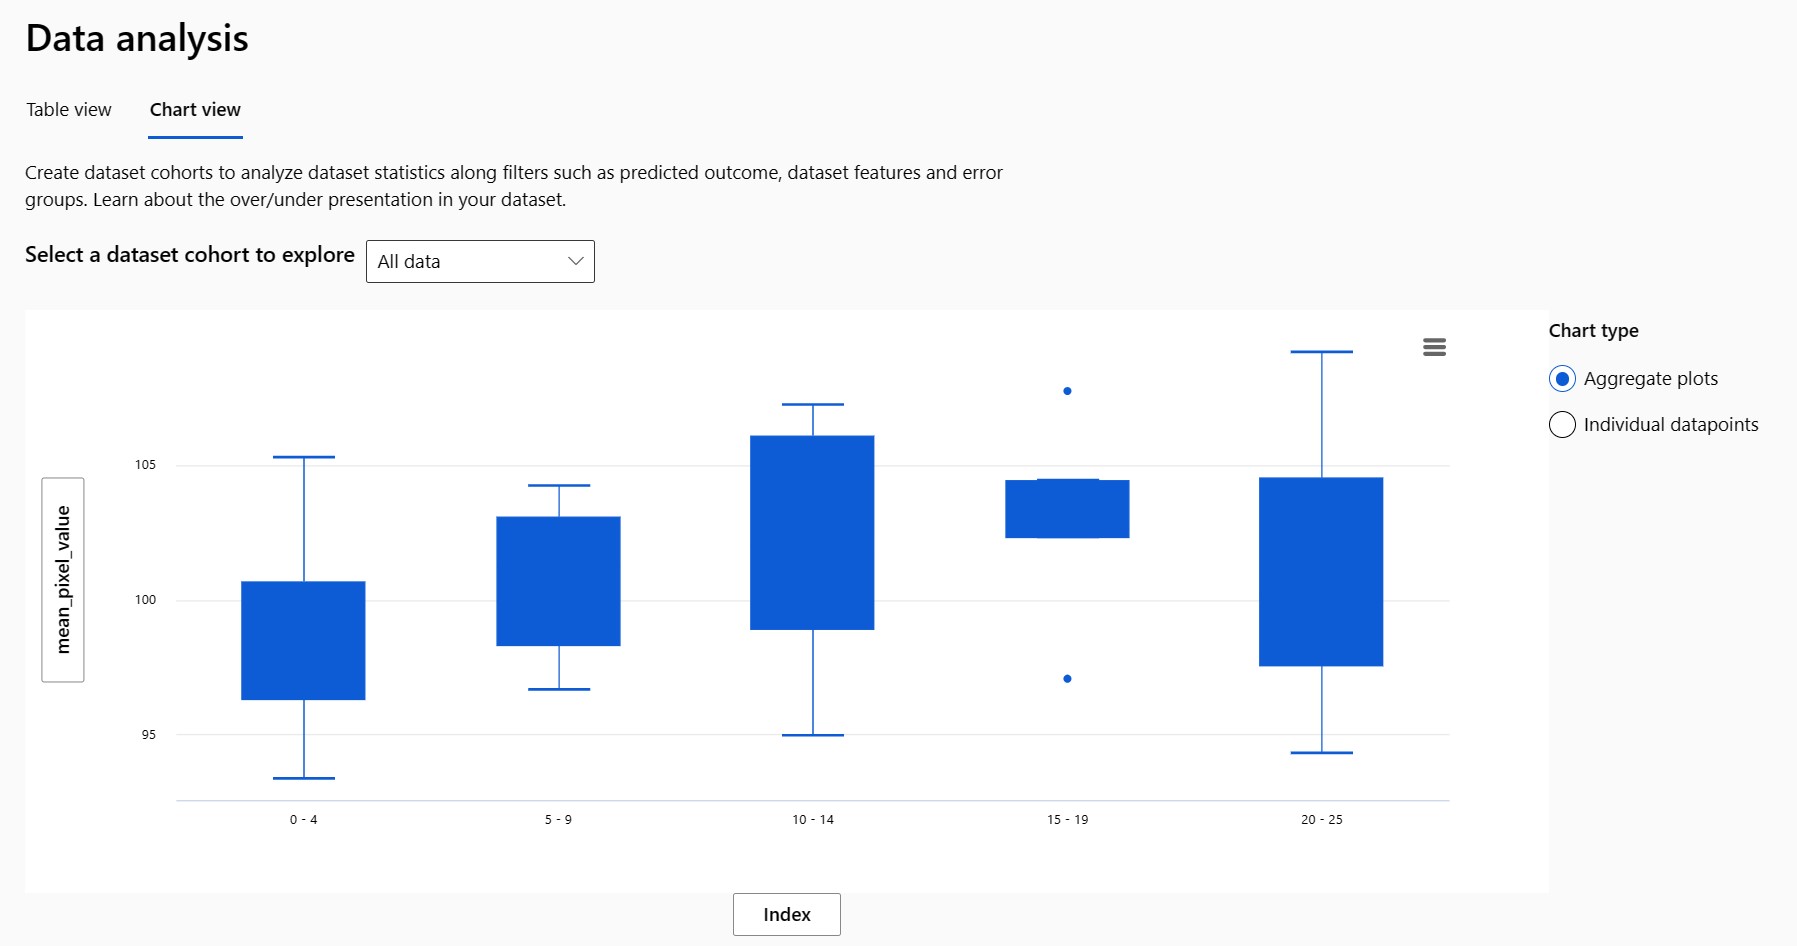 Data analysis
Table view
Chart view
Create dataset cohorts to analyze dataset statistics along filters such as predicted outcome, dataset features and error
groups. Learn about the over/under presentation in your dataset.
Select a dataset cohort to explore
All data
Chart type
Aggregate plots
Individual datapoints
mean_pixel_value
105
100
95
0 - 4
5 - 9
10 - 14
15 - 19
20 - 25
Index